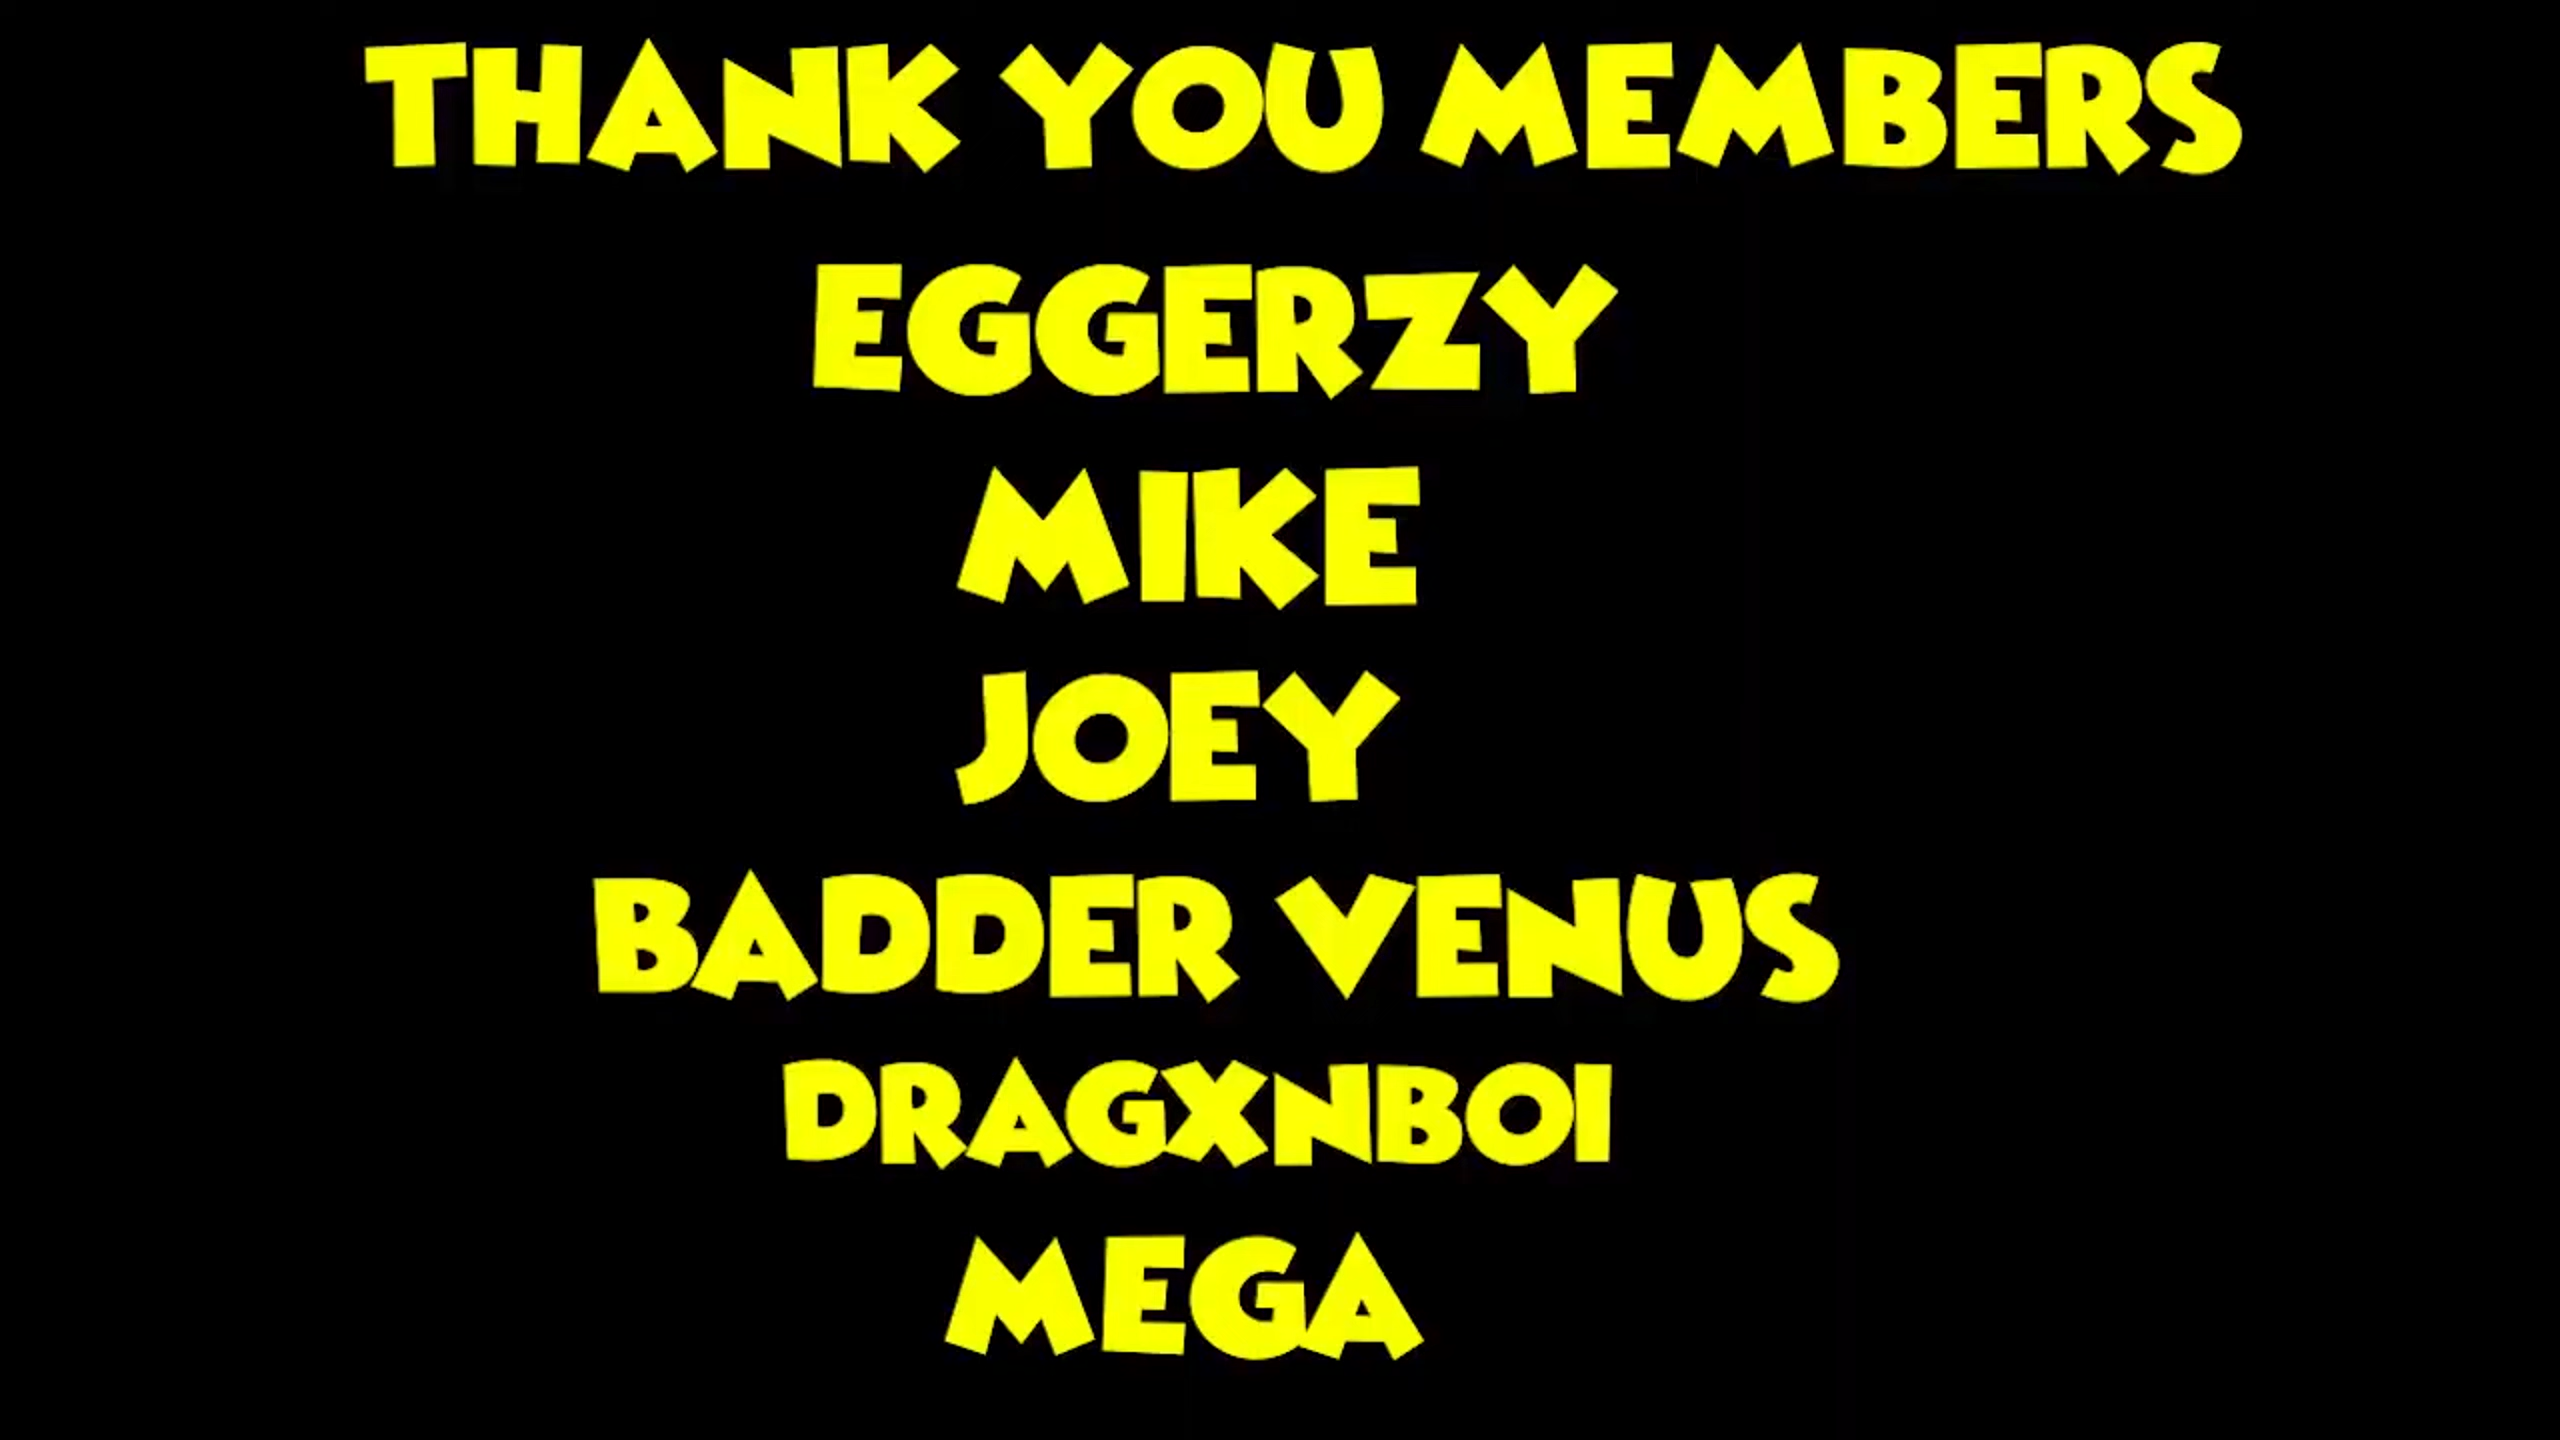 THANK YOU MEMBERS
EGGERZY
MIKE
JOEY
BADDER VENUS
DRAGXNBOI
MEGA